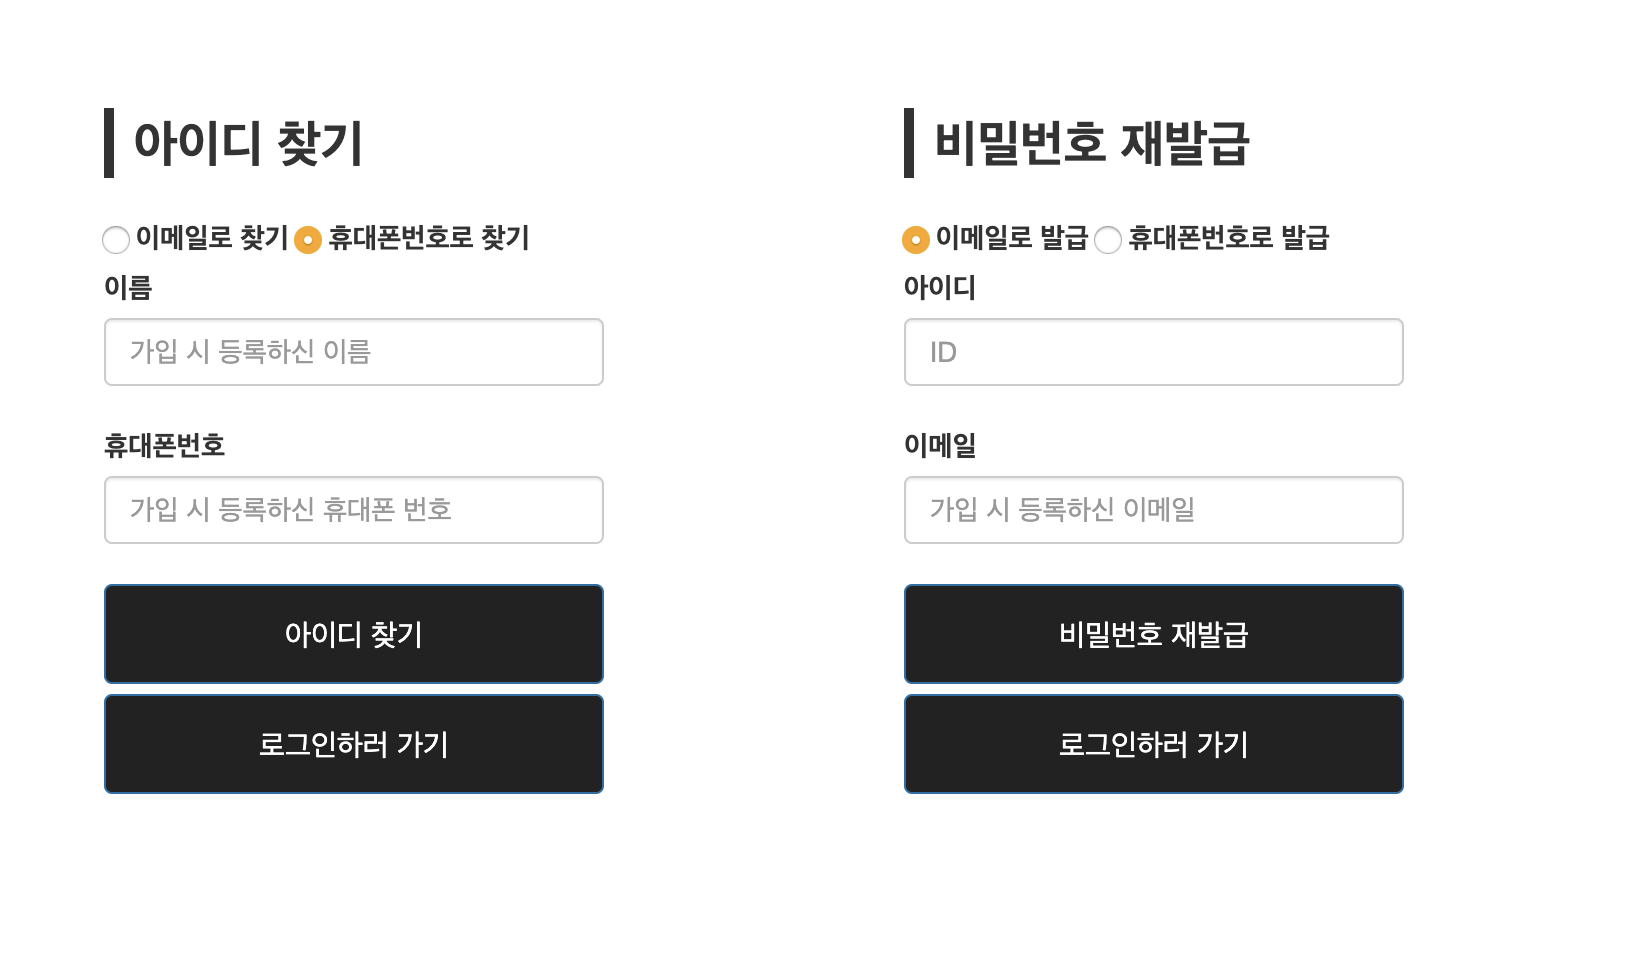 아이디 찾기
이메일로 찾기 휴대폰번호로 찾기
이름
가입 시 등록하신 이름
휴대폰번호
가입 시 등록하신 휴대폰 번호
아이디 찾기
로그인하러 가기
비밀번호 재발급
이메일로 발급 휴대폰번호로 발급
아이디
ID
이메일
가입 시 등록하신 이메일
비밀번호 재발급
로그인하러 가기